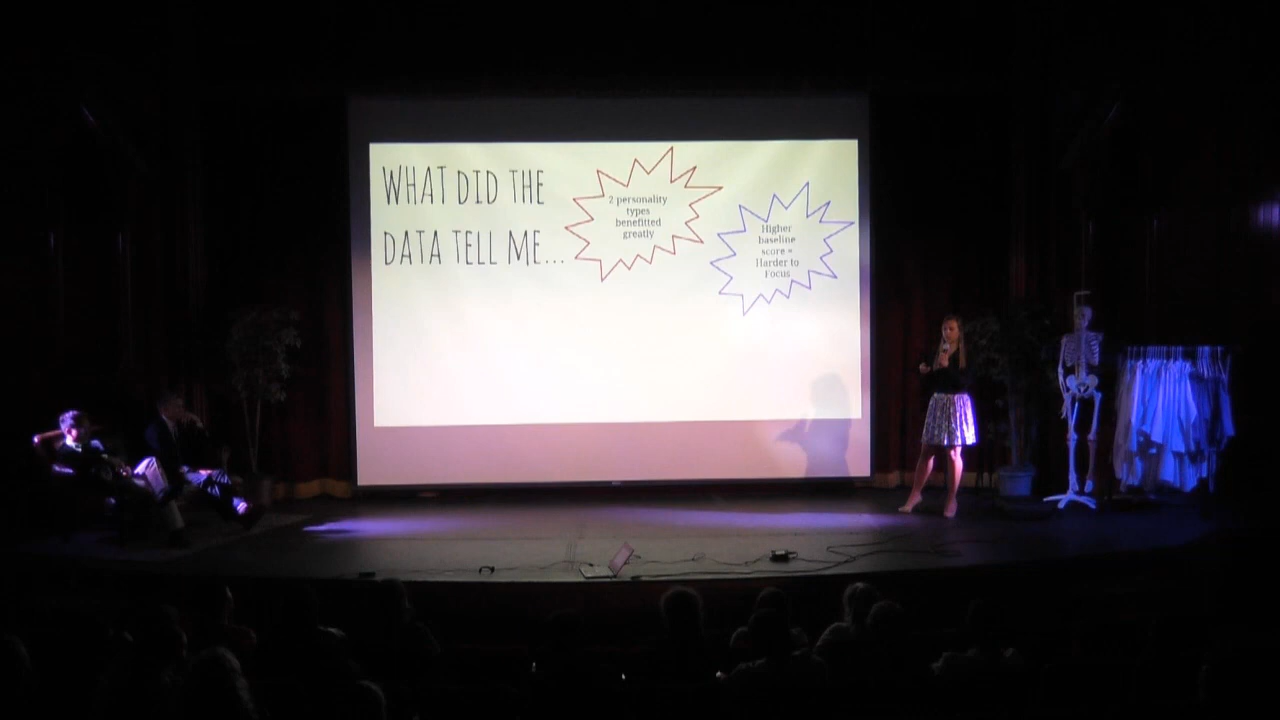 WHAT DID THE
DATA TELL ME...
2 personality
types
benefitted
greatly
Higher
baseline
score =
Harder to
Focus